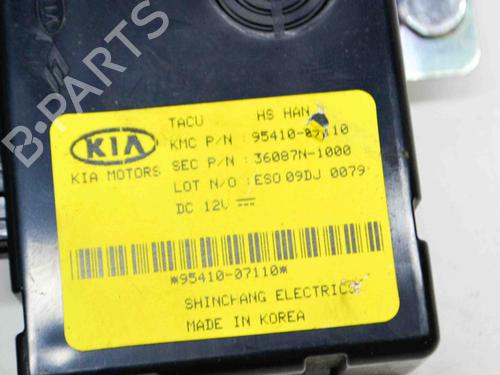 TACU HS HAN
KIA
KMC P/N : 95410-07110
SEC P/N : 36087N-1000
KIA MOTORS
LOT N/O : ESO 09DJ 0079
DC 12V
*95410-07110*
SHINCHANG ELECTRICS
MADE IN KOREA
B-PARTS